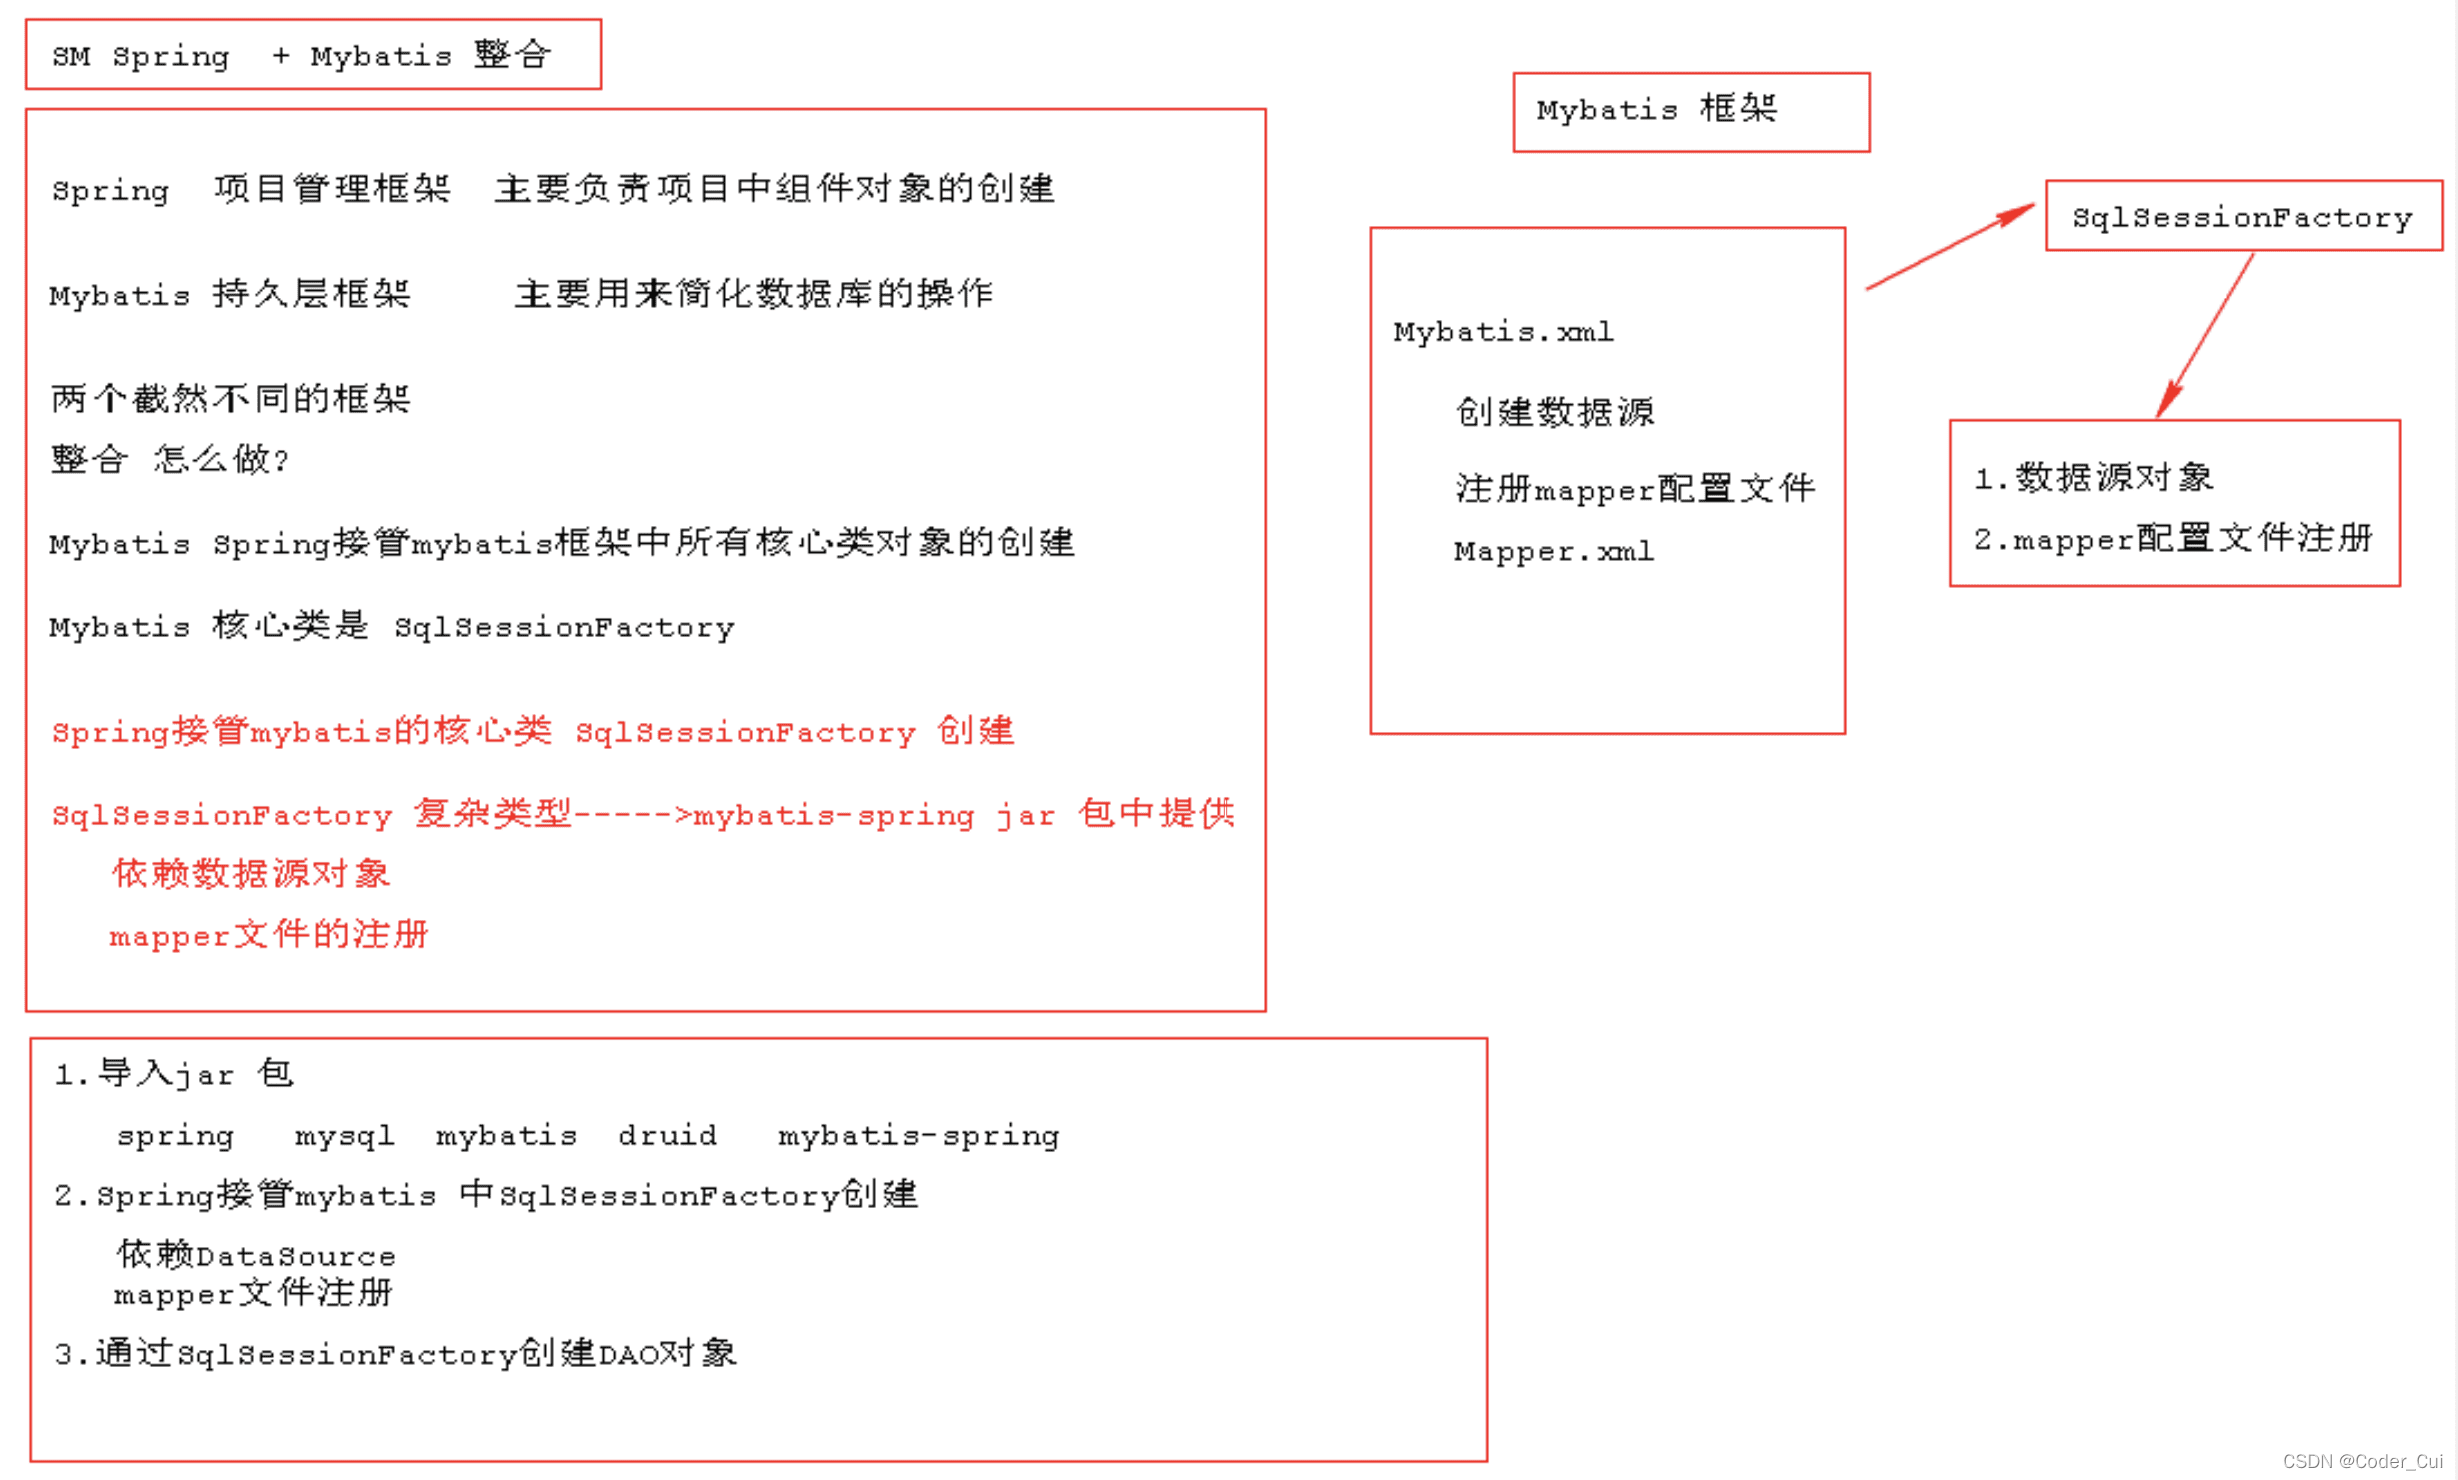 SM Spring + Mybatis 整合
Spring 项目管理框架 主要负责项目中组件对象的创建
Mybatis 持久层框架 主要用来简化数据库的操作
两个截然不同的框架
整合 怎么做?
Mybatis Spring接管mybatis框架中所有核心类对象的创建
Mybatis 核心类是 SqlSessionFactory
Spring接管mybatis的核心类 SqlSessionFactory 创建
SqlSessionFactory 复杂类型----->mybatis-spring jar 包中提供
依赖数据源对象
mapper文件的注册
1.导入jar 包
spring mysql mybatis druid mybatis-spring
2.Spring接管mybatis 中SqlSessionFactory创建
依赖DataSource
mapper文件注册
3.通过SqlSessionFactory创建DAO对象
Mybatis 框架
Mybatis.xml
创建数据源
注册mapper配置文件
Mapper.xml
SqlSessionFactory
1.数据源对象
2.mapper配置文件注册
CSDN @Coder_Cui